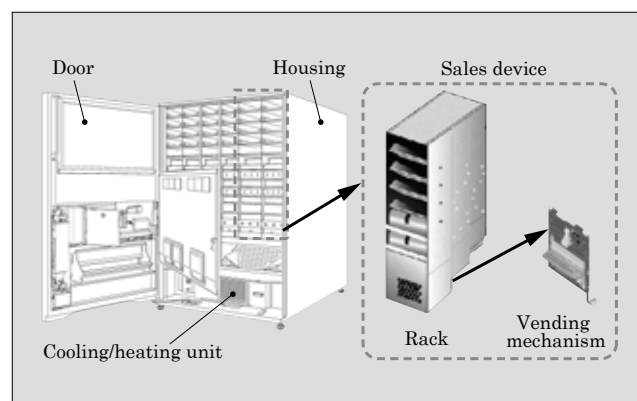 Door
Housing
Sales device
Cooling/heating unit
Rack
Vending
mechanism